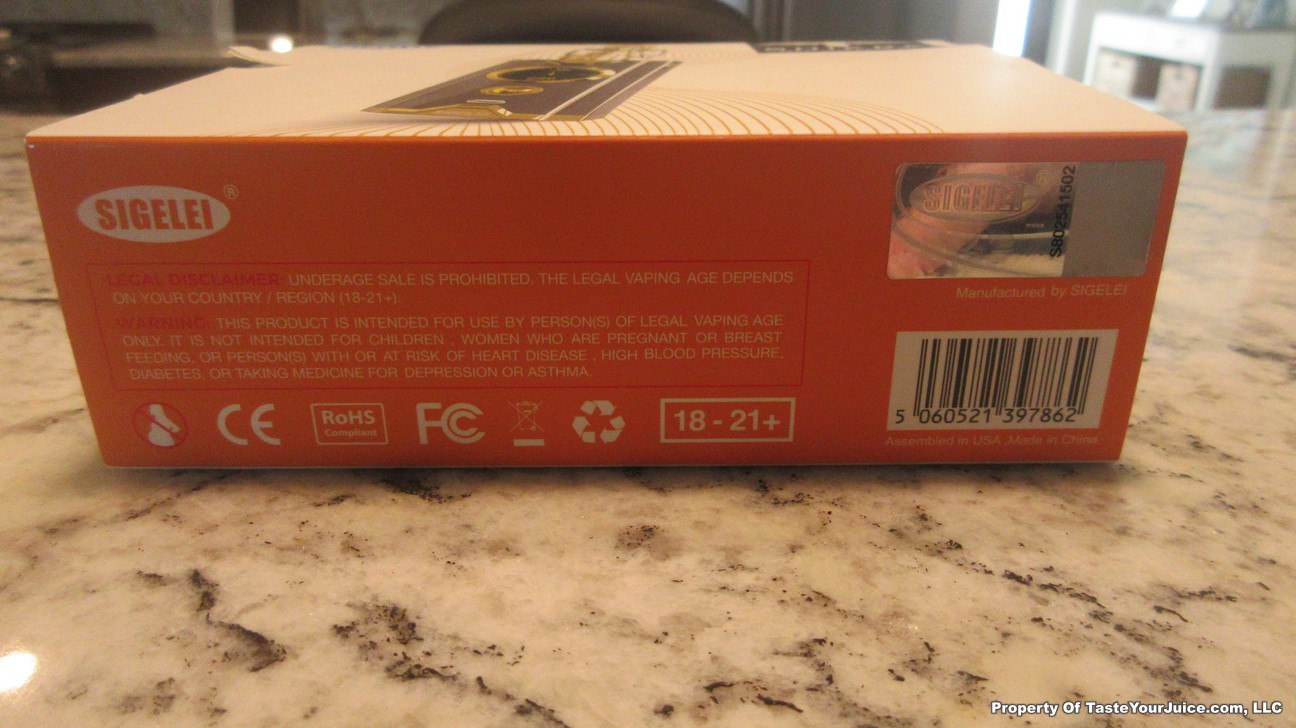 SIGELEI®
LEGAL DISCLAIMER: UNDERAGE SALE IS PROHIBITED. THE LEGAL VAPING AGE DEPENDS
ON YOUR COUNTRY / REGION (18-21+).
WARNING: THIS PRODUCT IS INTENDED FOR USE BY PERSON(S) OF LEGAL VAPING AGE
ONLY. IT IS NOT INTENDED FOR CHILDREN , WOMEN WHO ARE PREGNANT OR BREAST
FEEDING, OR PERSON(S) WITH OR AT RISK OF HEART DISEASE , HIGH BLOOD PRESSURE,
DIABETES, OR TAKING MEDICINE FOR DEPRESSION OR ASTHMA.
CE
RoHS
Compliant
FC
18 - 21+
SIGELEI®
S802541502
Manufactured by SIGELEI
5 060521 397862
Assembled in USA .Made in China
Property Of TasteYourJuice.com, LLC